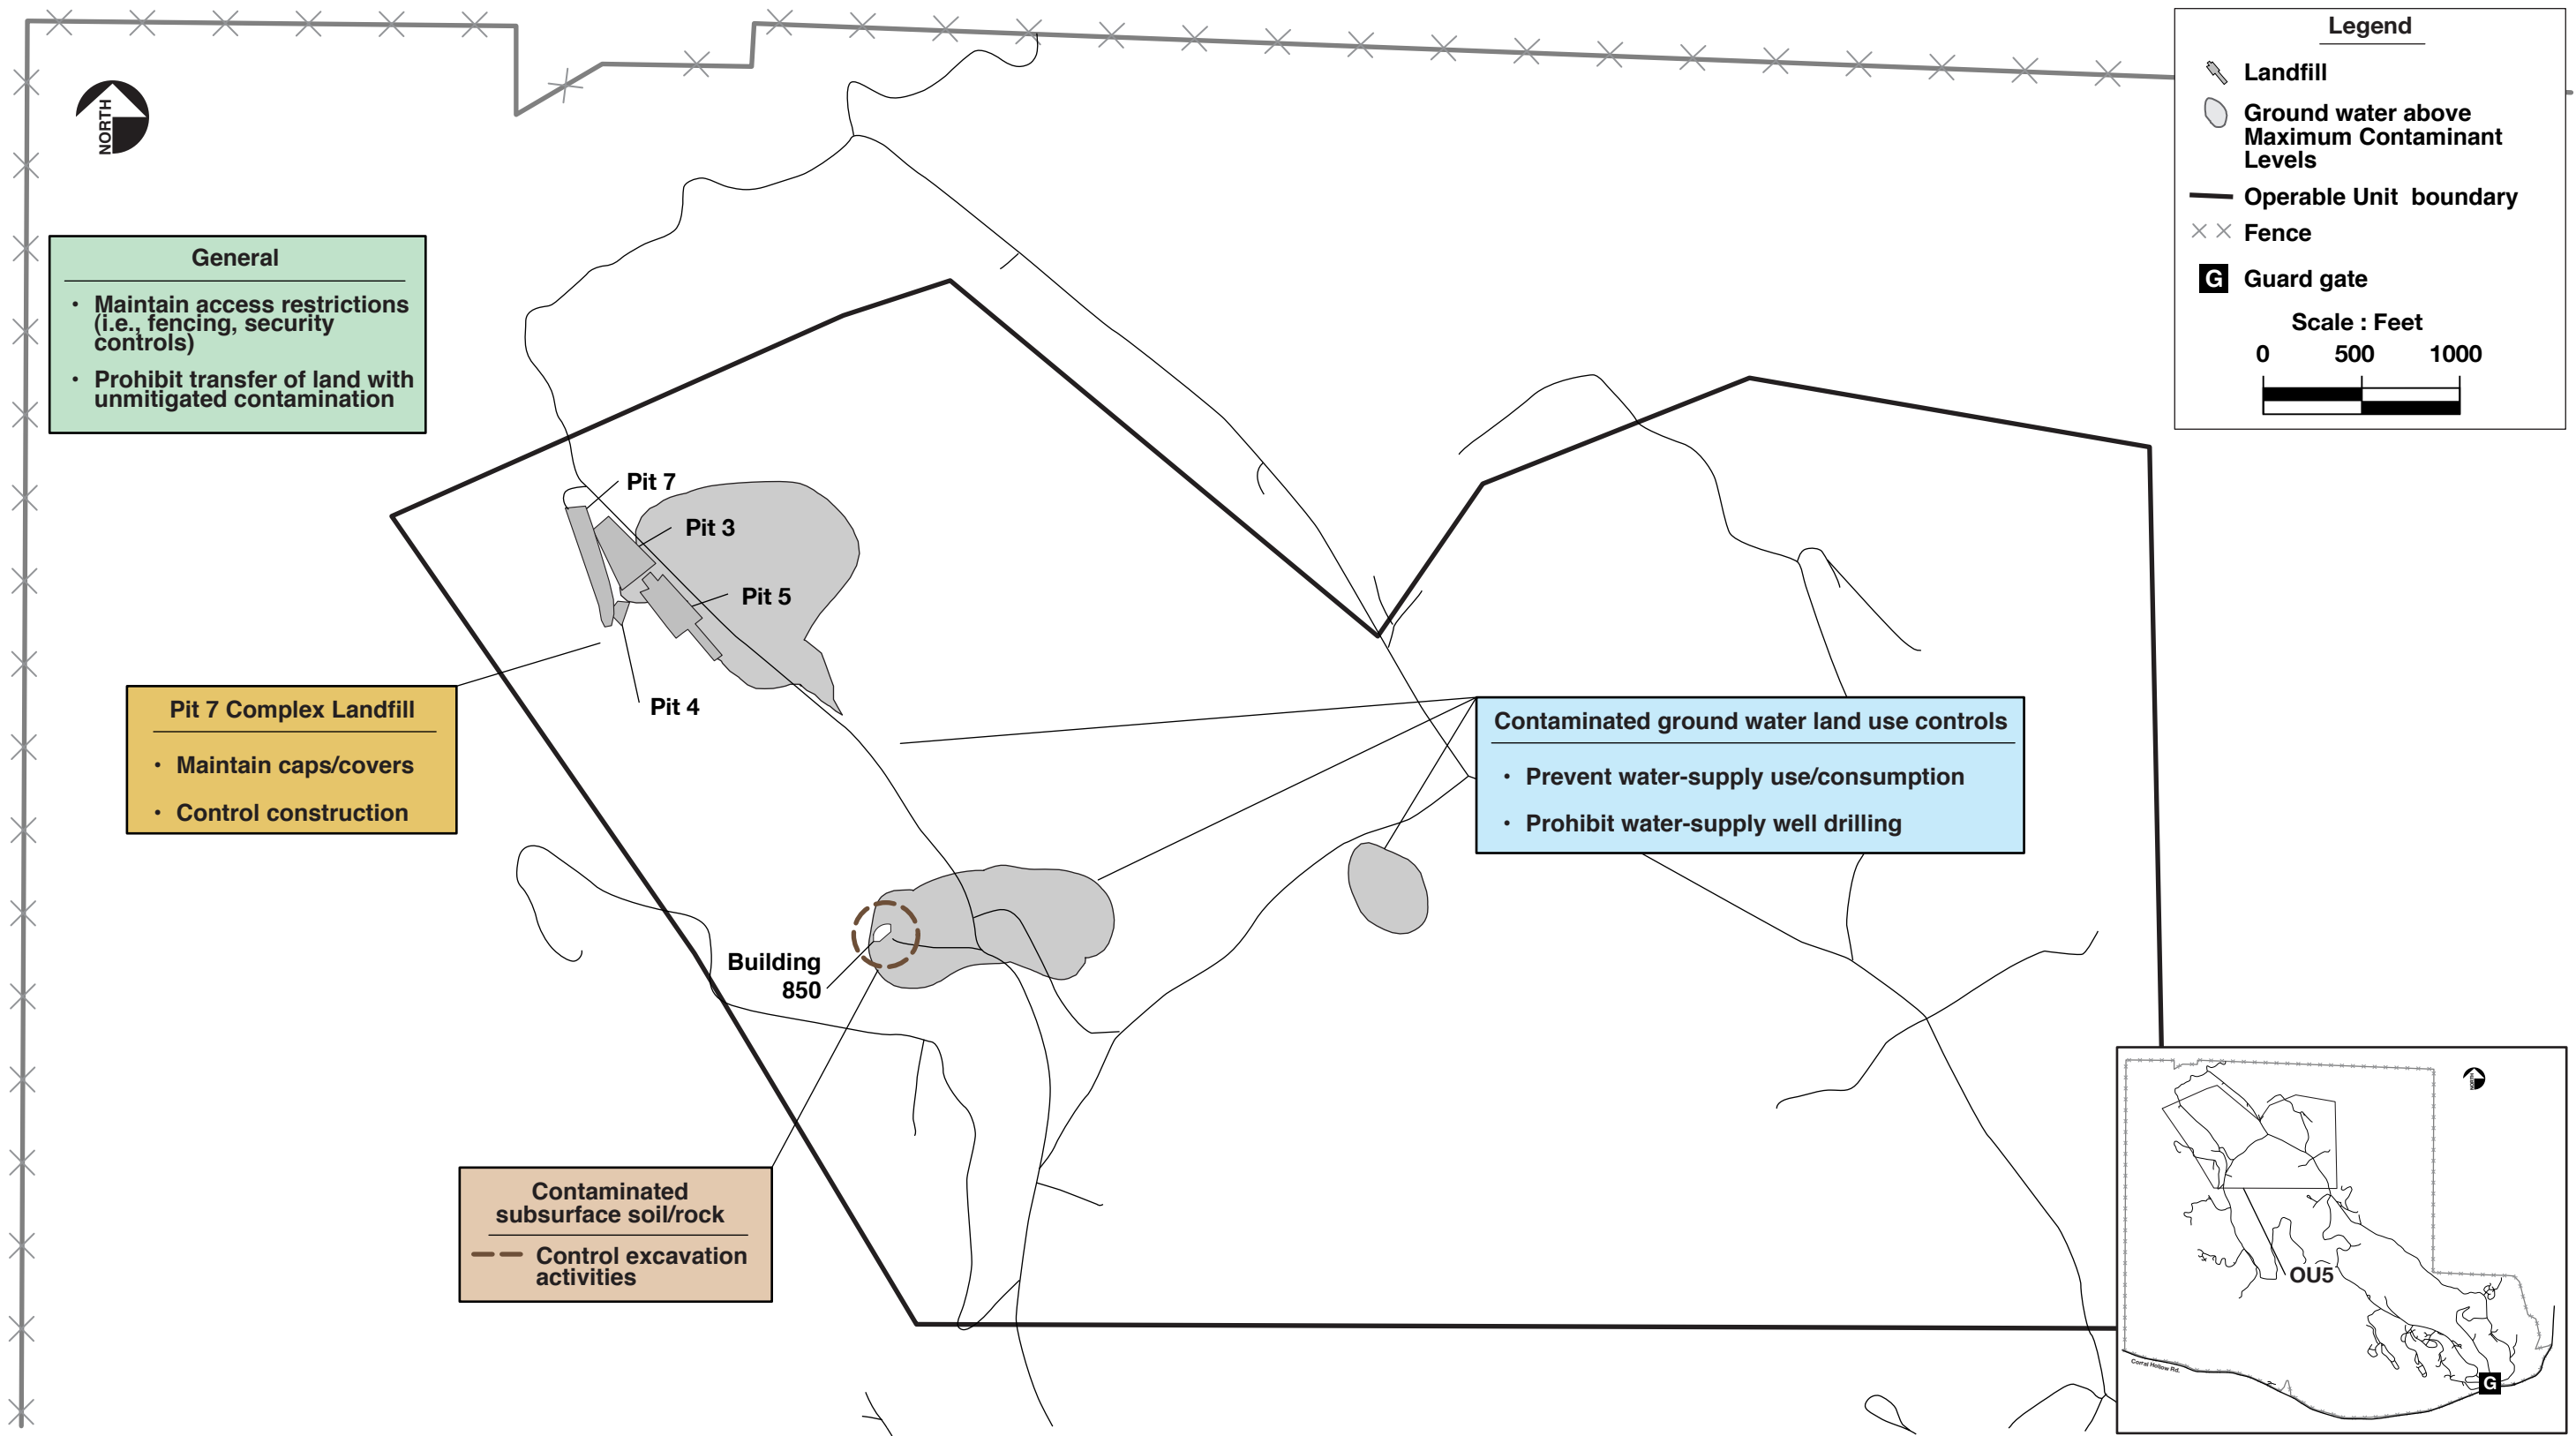 NORTH
General
• Maintain access restrictions
(i.e., fencing, security
controls)
• Prohibit transfer of land with
unmitigated contamination
Legend
Landfill
Ground water above
Maximum Contaminant
Levels
Operable Unit boundary
Fence
G Guard gate
Scale : Feet
0 500 1000
Pit 7
Pit 3
Pit 5
Pit 4
Pit 7 Complex Landfill
• Maintain caps/covers
• Control construction
Contaminated ground water land use controls
• Prevent water-supply use/consumption
• Prohibit water-supply well drilling
Building
850
Contaminated
subsurface soil/rock
Control excavation
activities
NORTH
OU5
Corral Hollow Rd.
G